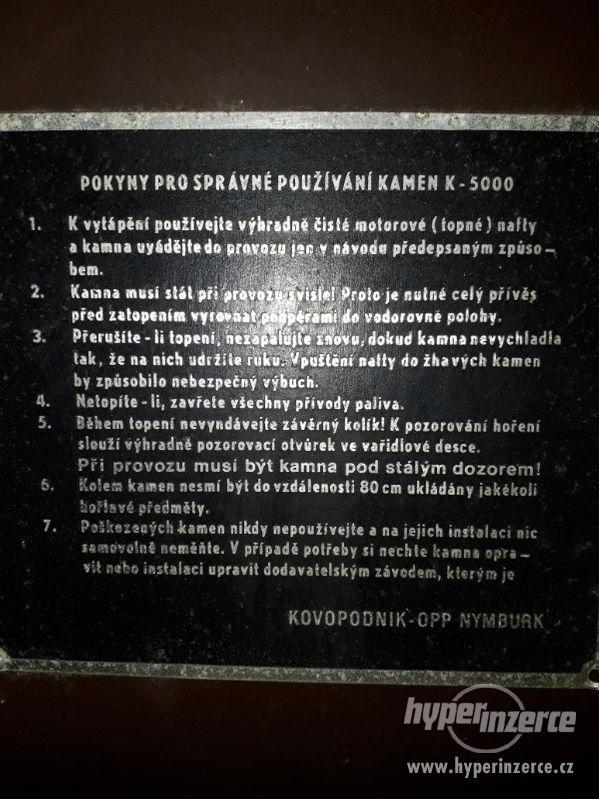 POKYNY PRO SPRÁVNÉ POUŽÍVÁNÍ KAMEN K - 5000
1. K vytápění používejte výhradně čisté motorové ( topné ) nafty
a kamna uvádějte do provozu jen v návodu předepsaným způso –
bem.
2. Kamna musí stál při provozu svisle! Proto je nutné celý přívěs
před zatopením vyrovnat podpěrami do vodorovné polohy.
3. Přerušíte - li topení, nezapalujte znovu, dokud kamna nevychladla
tak, že na nich udržíte ruku. Vpuštění nafty do žhavých kamen
by způsobilo nebezpečný výbuch.
4. Netopíte - li, zavřete všechny přívody paliva.
5. Během topení nevyndávejte závěrný kolík! K pozorování hoření
slouží výhradně pozorovací otvůrek ve vařidlové desce.
Při provozu musí být kamna pod stálým dozorem!
6. Kolem kamen nesmí být do vzdálenosti 80 cm ukládány jakékoli
hořlavé předměty.
7. Poškozených kamen nikdy nepoužívejte a na jejich instalaci nic
samovolně neměňte. V případě potřeby si nechte kamna opra –
vit nebo instalaci upravit dodavatelským závodem, kterým je
KOVOPODNIK-OPP NYMBURK
hyperinzerce
www.hyperinzerce.cz